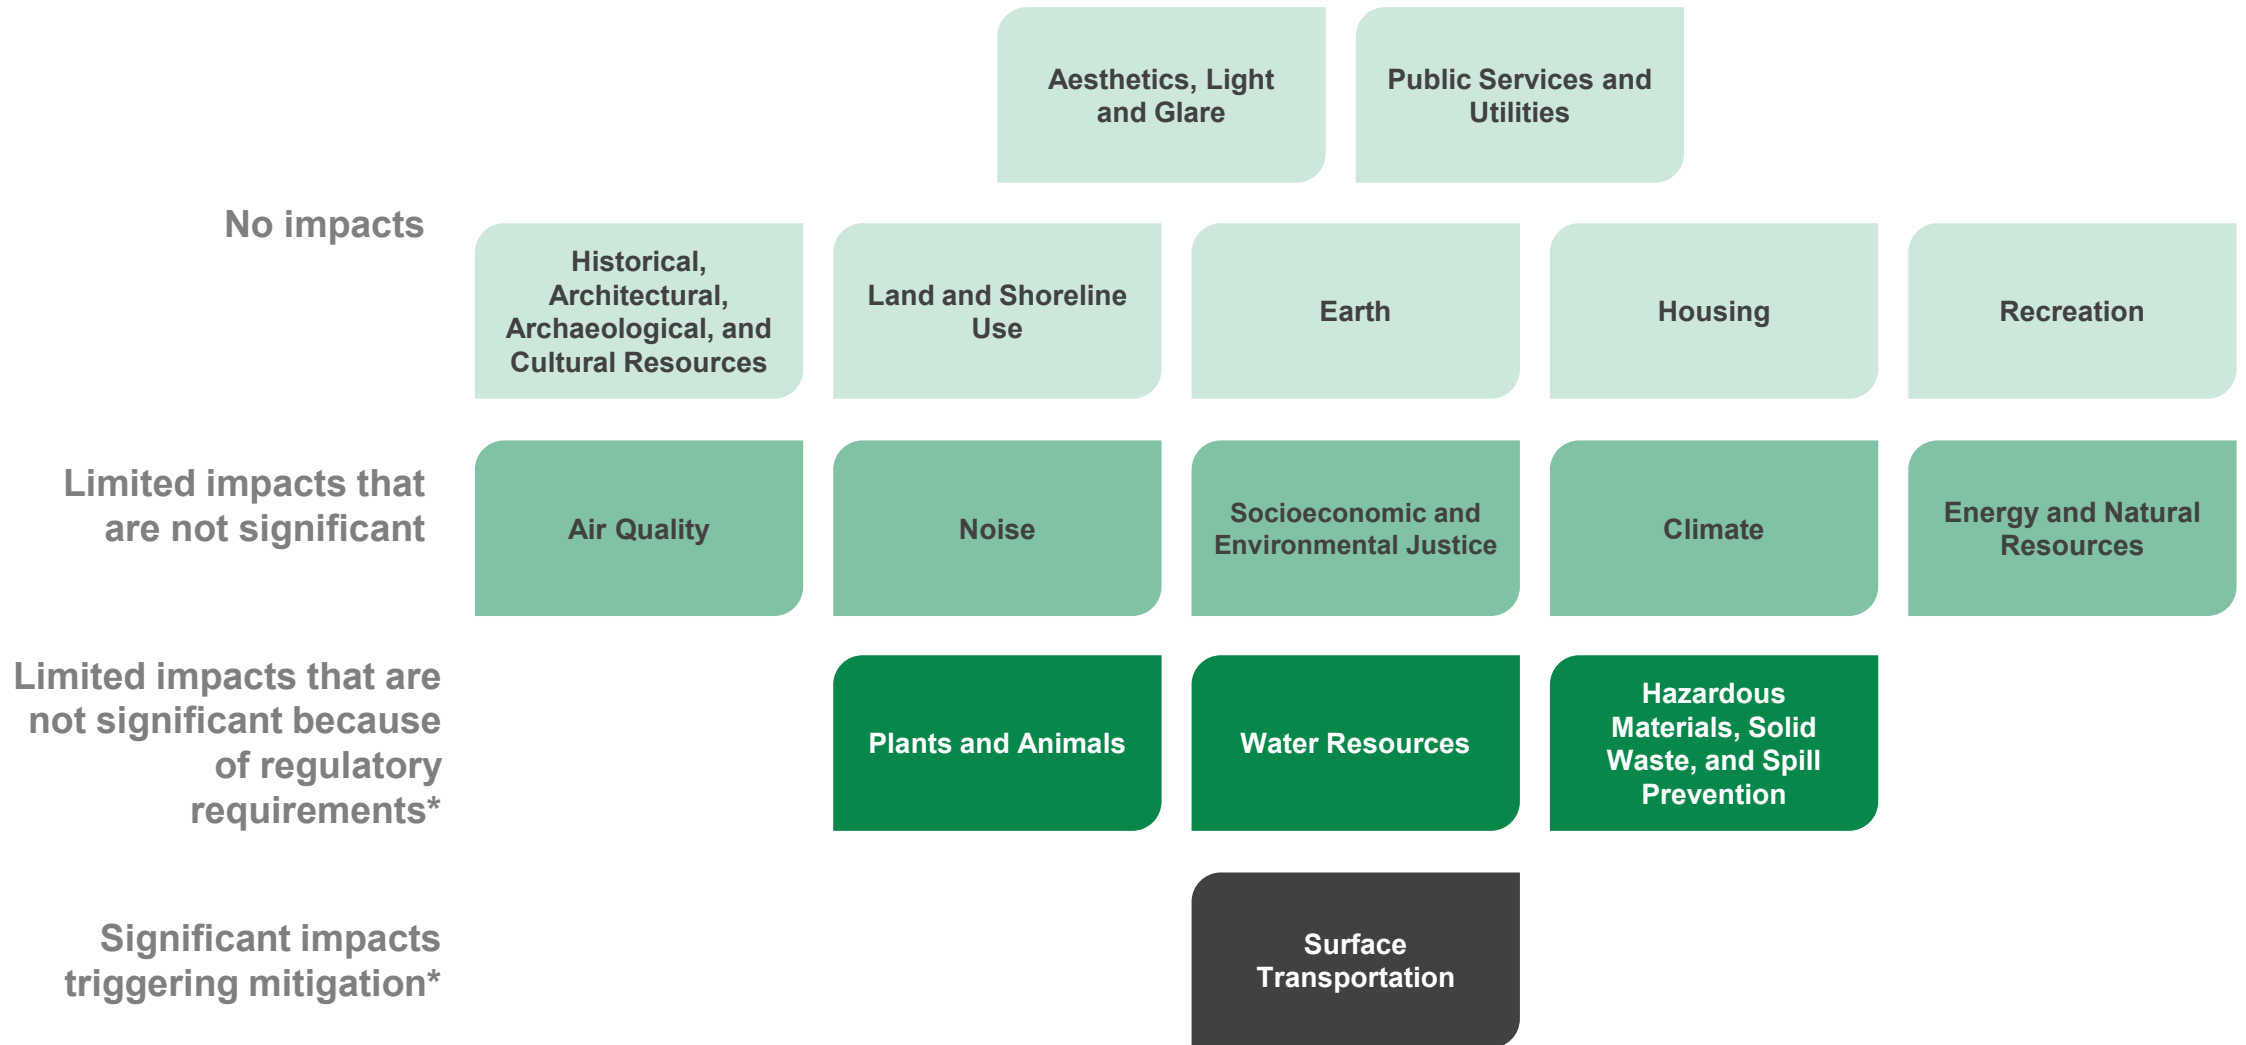 Aesthetics, Light
and Glare
Public Services and
Utilities
No impacts
Historical,
Architectural,
Archaeological, and
Cultural Resources
Land and Shoreline
Use
Earth
Housing
Recreation
Limited impacts that
are not significant
Air Quality
Noise
Socioeconomic and
Environmental Justice
Climate
Energy and Natural
Resources
Limited impacts that are
not significant because
of regulatory
requirements*
Plants and Animals
Water Resources
Hazardous
Materials, Solid
Waste, and Spill
Prevention
Significant impacts
triggering mitigation*
Surface
Transportation